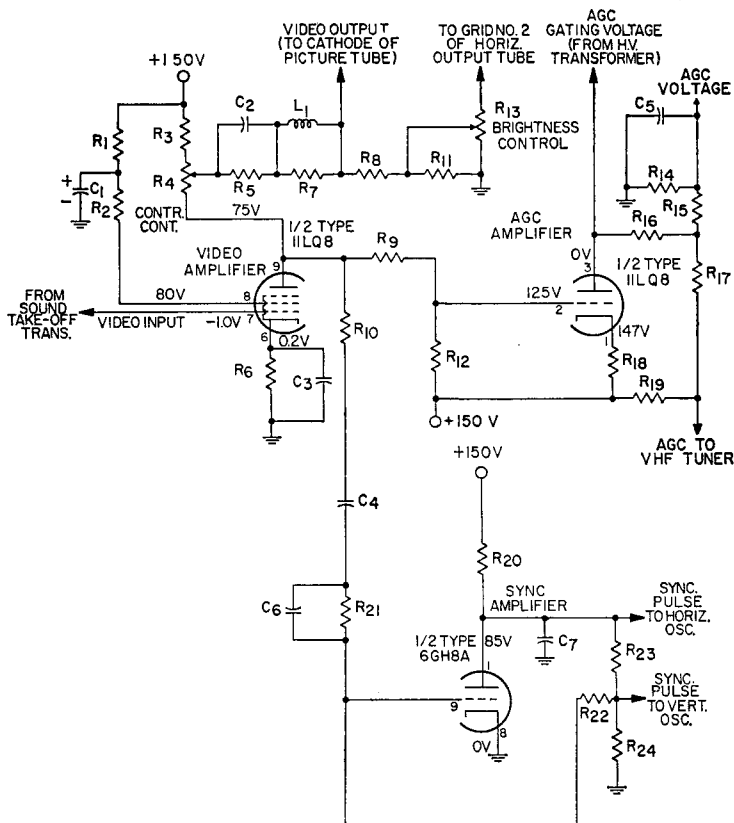 VIDEO OUTPUT
(TO CATHODE OF
PICTURE TUBE)
TO GRID NO. 2
OF HORIZ.
OUTPUT TUBE
AGC
GATING VOLTAGE
(FROM H.V.
TRANSFORMER)
AGC
VOLTAGE
+150V
C2
L1
R13
BRIGHTNESS
CONTROL
C5
R1
R3
R14
R15
R4
R5
R7
R8
R11
R16
+
C1
-
R2
CONTR.
CONT.
75V
1/2 TYPE
11LQ8
AGC
AMPLIFIER
0V
3
1/2 TYPE
11LQ8
R17
VIDEO
AMPLIFIER
9
R9
FROM
SOUND
TAKE-OFF
TRANS.
80V
8
VIDEO INPUT
-1.0V
7
6
0.2V
R10
125V
2
147V
1
R6
C3
R12
R18
R19
+150 V
AGC TO
VHF TUNER
+150V
C4
R20
C6
R21
SYNC
AMPLIFIER
SYNC.
PULSE
TO HORIZ.
OSC.
1/2 TYPE
6GH8A
85V
1
C7
R23
9
8
0V
R22
SYNC.
PULSE
TO VERT.
OSC.
R24